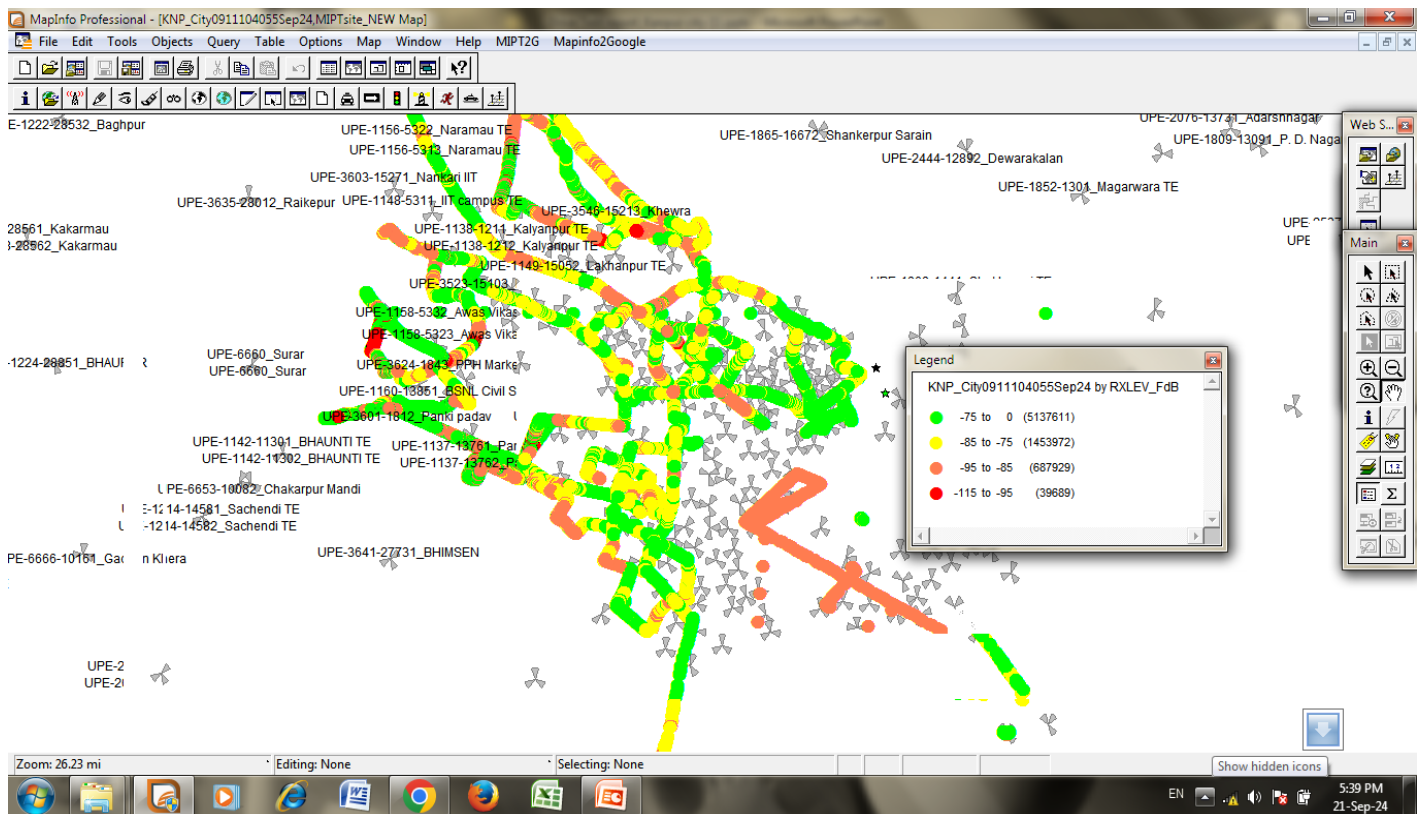 MapInfo Professional - [KNP_City0911104055Sep24,MIPTsite_NEW Map]
File Edit Tools Objects Query Table Options Map Window Help MIPT2G Mapinfo2Google
E-1222-28532_Baghpur
UPE-1156-5322_Naramau TE
UPE-1156-5313_Naramau TE
UPE-1865-16672_Shankerpur Sarain
UPE-2444-12892_Dewarakalan
UPE-2076-13731_Adarshnagar
UPE-1809-13091_P. D. Naga
UPE-1852-1301_Magarwara TE
UPE-3603-15271_Nankari IIT
UPE-3635-28012_Raikepur
UPE-1148-5311_IIT campus TE
UPE-3546-15213_Khewra
28561_Kakarmau
28562_Kakarmau
UPE-1138-1211_Kalyanpur TE
UPE-1138-1212_Kalyanpur TE
UPE-1149-15052_Lakhanpur TE
UPE-3523-15103_
UPE
UPE-1158-5332_Awas Vikas
UPE-1158-5323_Awas Vika
-1224-28851_BHAUF
UPE-6660_Surar
UPE-6660_Surar
UPE-3624-1843_PPH Marke
UPE-1160-13851_BSNL Civil S
UPE-3601-1812_Panki padav
UPE-1142-11301_BHAUNTI TE
UPE-1142-11302_BHAUNTI TE
UPE-1137-13761_Par
UPE-1137-13762_P
PE-6653-10082_Chakarpur Mandi
E-1214-14581_Sachendi TE
-1214-14582_Sachendi TE
PE-6666-10161_Gad n Khera
UPE-3641-27731_BHIMSEN
UPE-2
UPE-2
Legend
KNP_City0911104055Sep24 by RXLEV_FdB
-75 to 0 (5137611)
-85 to -75 (1453972)
-95 to -85 (687929)
-115 to -95 (39689)
Web S...
Main
Zoom: 26.23 mi
Editing: None
Selecting: None
Show hidden icons
EN
5:39 PM
21-Sep-24